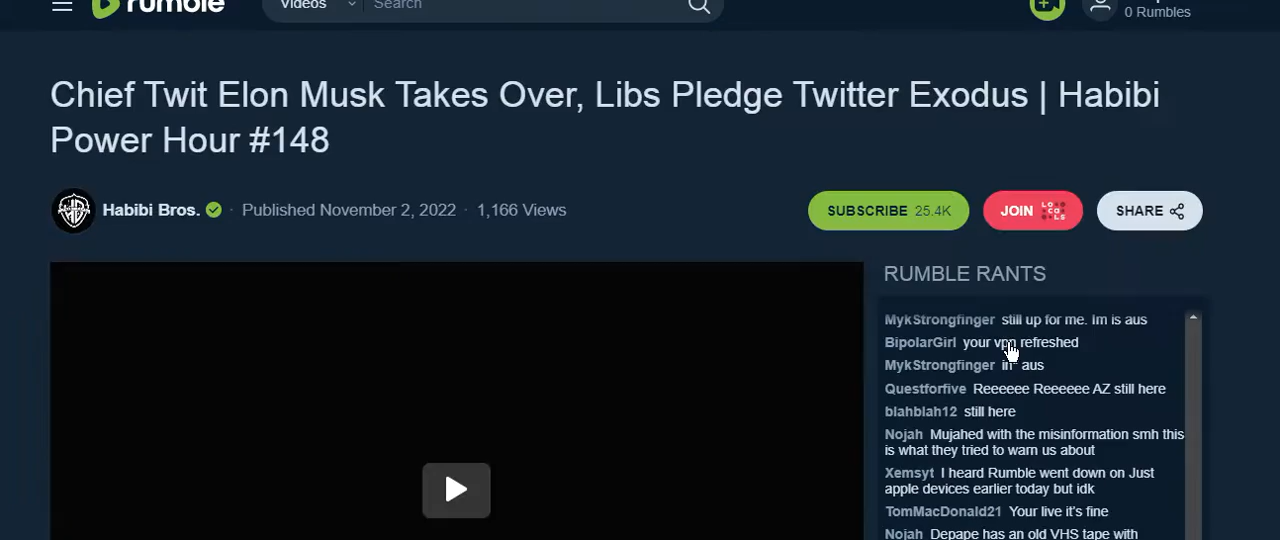 rumble
Videos
Search
0 Rumbles
Chief Twit Elon Musk Takes Over, Libs Pledge Twitter Exodus | Habibi
Power Hour #148
Habibi Bros. · Published November 2, 2022 · 1,166 Views
SUBSCRIBE 25.4K
JOIN LOCALS
SHARE
RUMBLE RANTS
MykStrongfinger still up for me. Im is aus
BipolarGirl your vpn refreshed
MykStrongfinger in* aus
Questforfive Reeeeee Reeeeee AZ still here
blahblah12 still here
Nojah Mujahed with the misinformation smh this
is what they tried to warn us about
Xemsyt I heard Rumble went down on Just
apple devices earlier today but idk
TomMacDonald21 Your live it's fine
Nojah Depape has an old VHS tape with